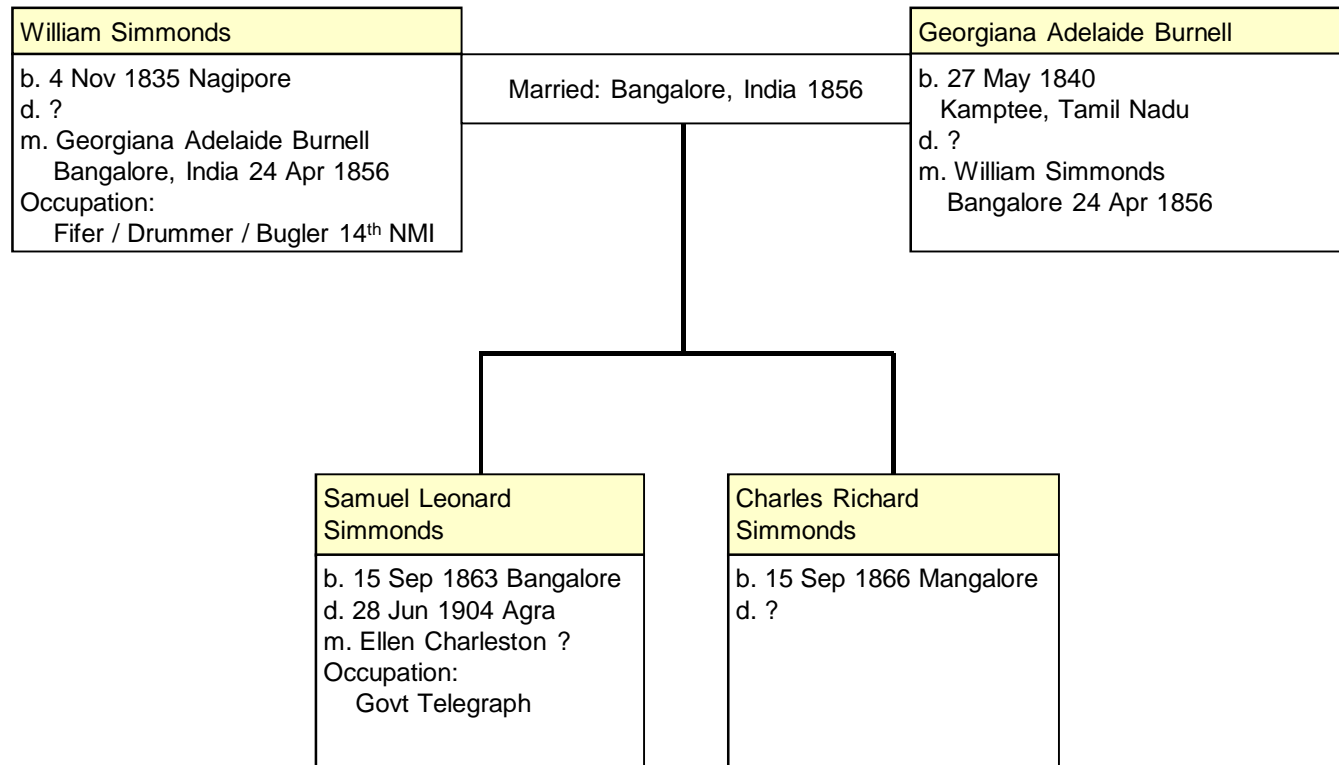 William Simmonds
b. 4 Nov 1835 Nagipore
d. ?
m. Georgiana Adelaide Burnell
Bangalore, India 24 Apr 1856
Occupation:
Fifer / Drummer / Bugler 14th NMI
Married: Bangalore, India 1856
Georgiana Adelaide Burnell
b. 27 May 1840
Kamptee, Tamil Nadu
d. ?
m. William Simmonds
Bangalore 24 Apr 1856
Samuel Leonard
Simmonds
b. 15 Sep 1863 Bangalore
d. 28 Jun 1904 Agra
m. Ellen Charleston ?
Occupation:
Govt Telegraph
Charles Richard
Simmonds
b. 15 Sep 1866 Mangalore
d. ?